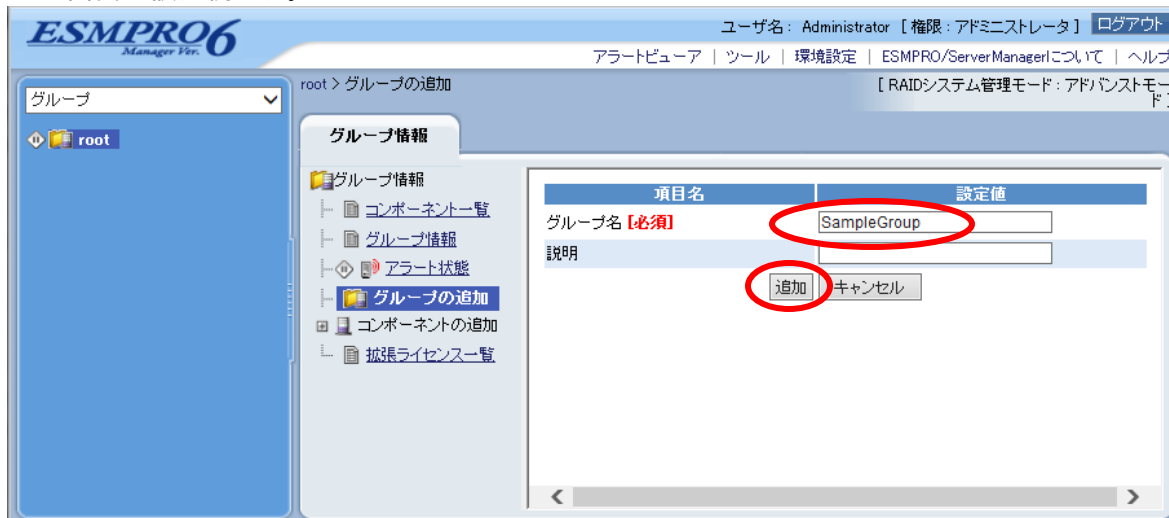 ESMPRO6
Manager Ver.
ユーザ名: Administrator [ 権限:アドミニストレータ ] ログアウト
アラートビューア | ツール | 環境設定 | ESMPRO/ServerManagerについて | ヘルプ
グループ
root > グループの追加
[ RAIDシステム管理モード:アドバンストモード ]
root
グループ情報
グループ情報
コンポーネント一覧
グループ情報
アラート状態
グループの追加
コンポーネントの追加
拡張ライセンス一覧
項目名 設定値
グループ名 [必須] SampleGroup
説明
追加 キャンセル